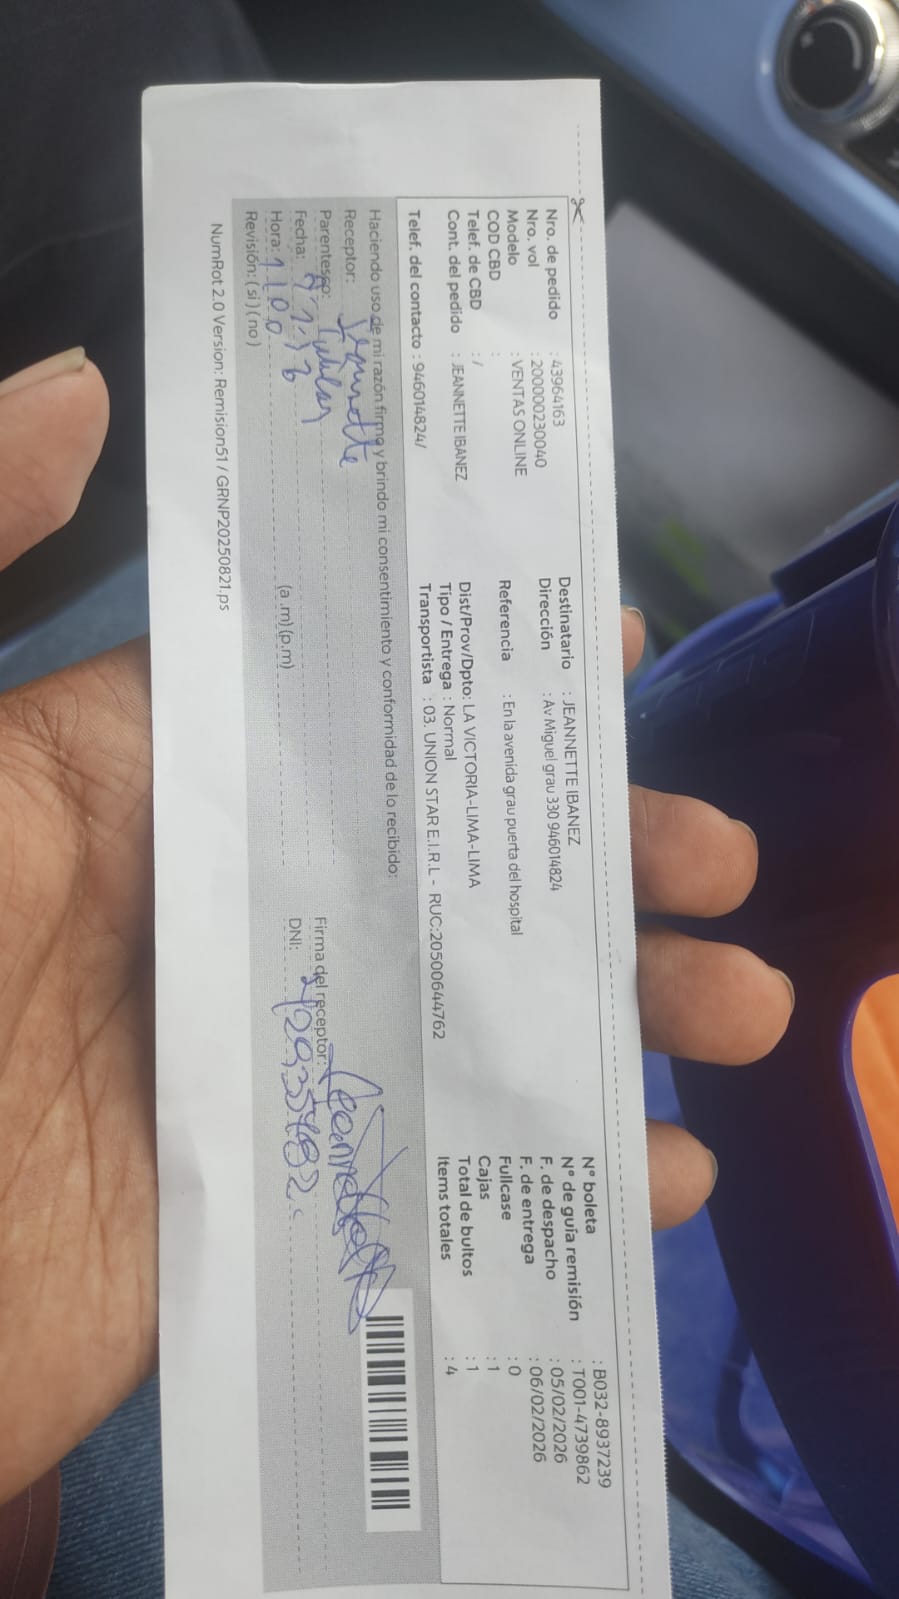 Nro. de pedido : 43964163
Nro. vol : 200000230040
Modelo : VENTAS ONLINE
COD CBD :
Telef. de CBD : /
Cont. del pedido : JEANNETTE IBANEZ
Telef. del contacto : 946014824/
Destinatario : JEANNETTE IBANEZ
Dirección : Av Miguel grau 330 946014824
Referencia : En la avenida grau puerta del hospital
Dist/Prov/Dpto: LA VICTORIA-LIMA-LIMA
Tipo / Entrega : Normal
Transportista : 03. UNION STAR E.I.R.L - RUC:20500644762
N° boleta : B032-8937239
N° de guía remisión : T001-4739862
F. de despacho : 05/02/2026
F. de entrega : 06/02/2026
Fullcase : 0
Cajas : 1
Total de bultos : 1
Items totales : 4
Haciendo uso de mi razón firmo y brindo mi consentimiento y conformidad de lo recibido:
Receptor: Jeannette
Parentesco: titular
Fecha:
Hora: 1:00 (a.m)(p.m)
Revisión: ( si ) ( no )
Firma del receptor:
DNI:
NumRot 2.0 Version: Remision51 / GRNP20250821.ps